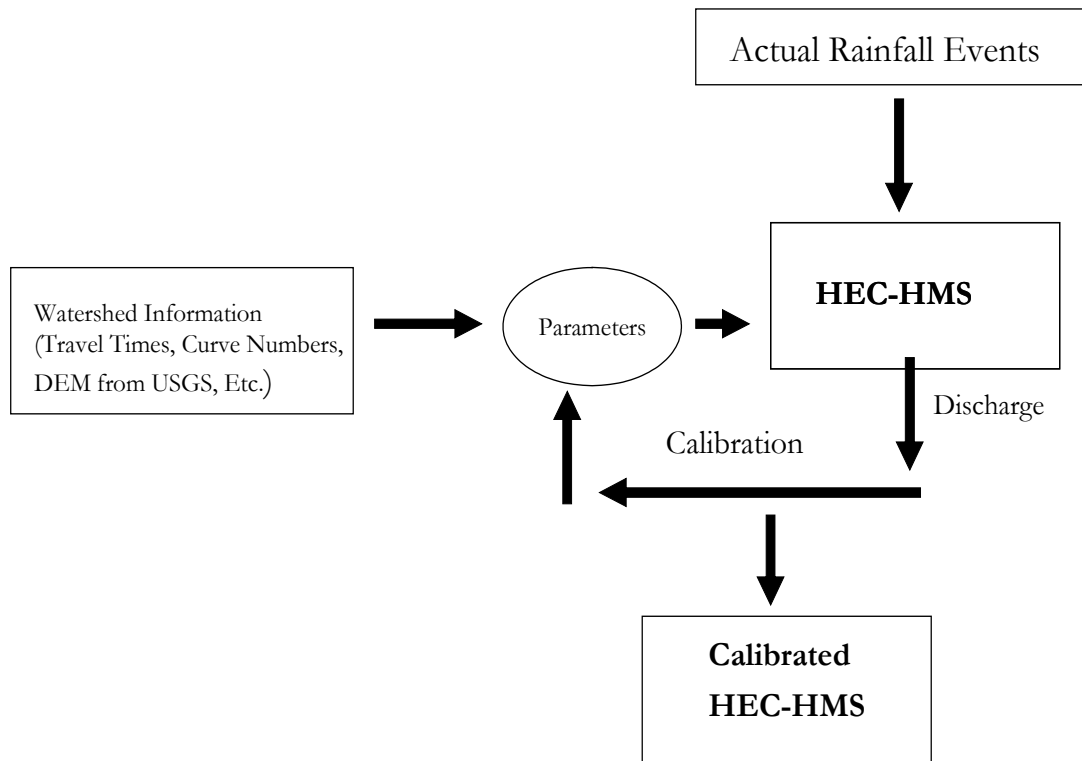 Actual Rainfall Events
HEC-HMS
Watershed Information
(Travel Times, Curve Numbers,
DEM from USGS, Etc.)
Parameters
Discharge
Calibration
Calibrated
HEC-HMS